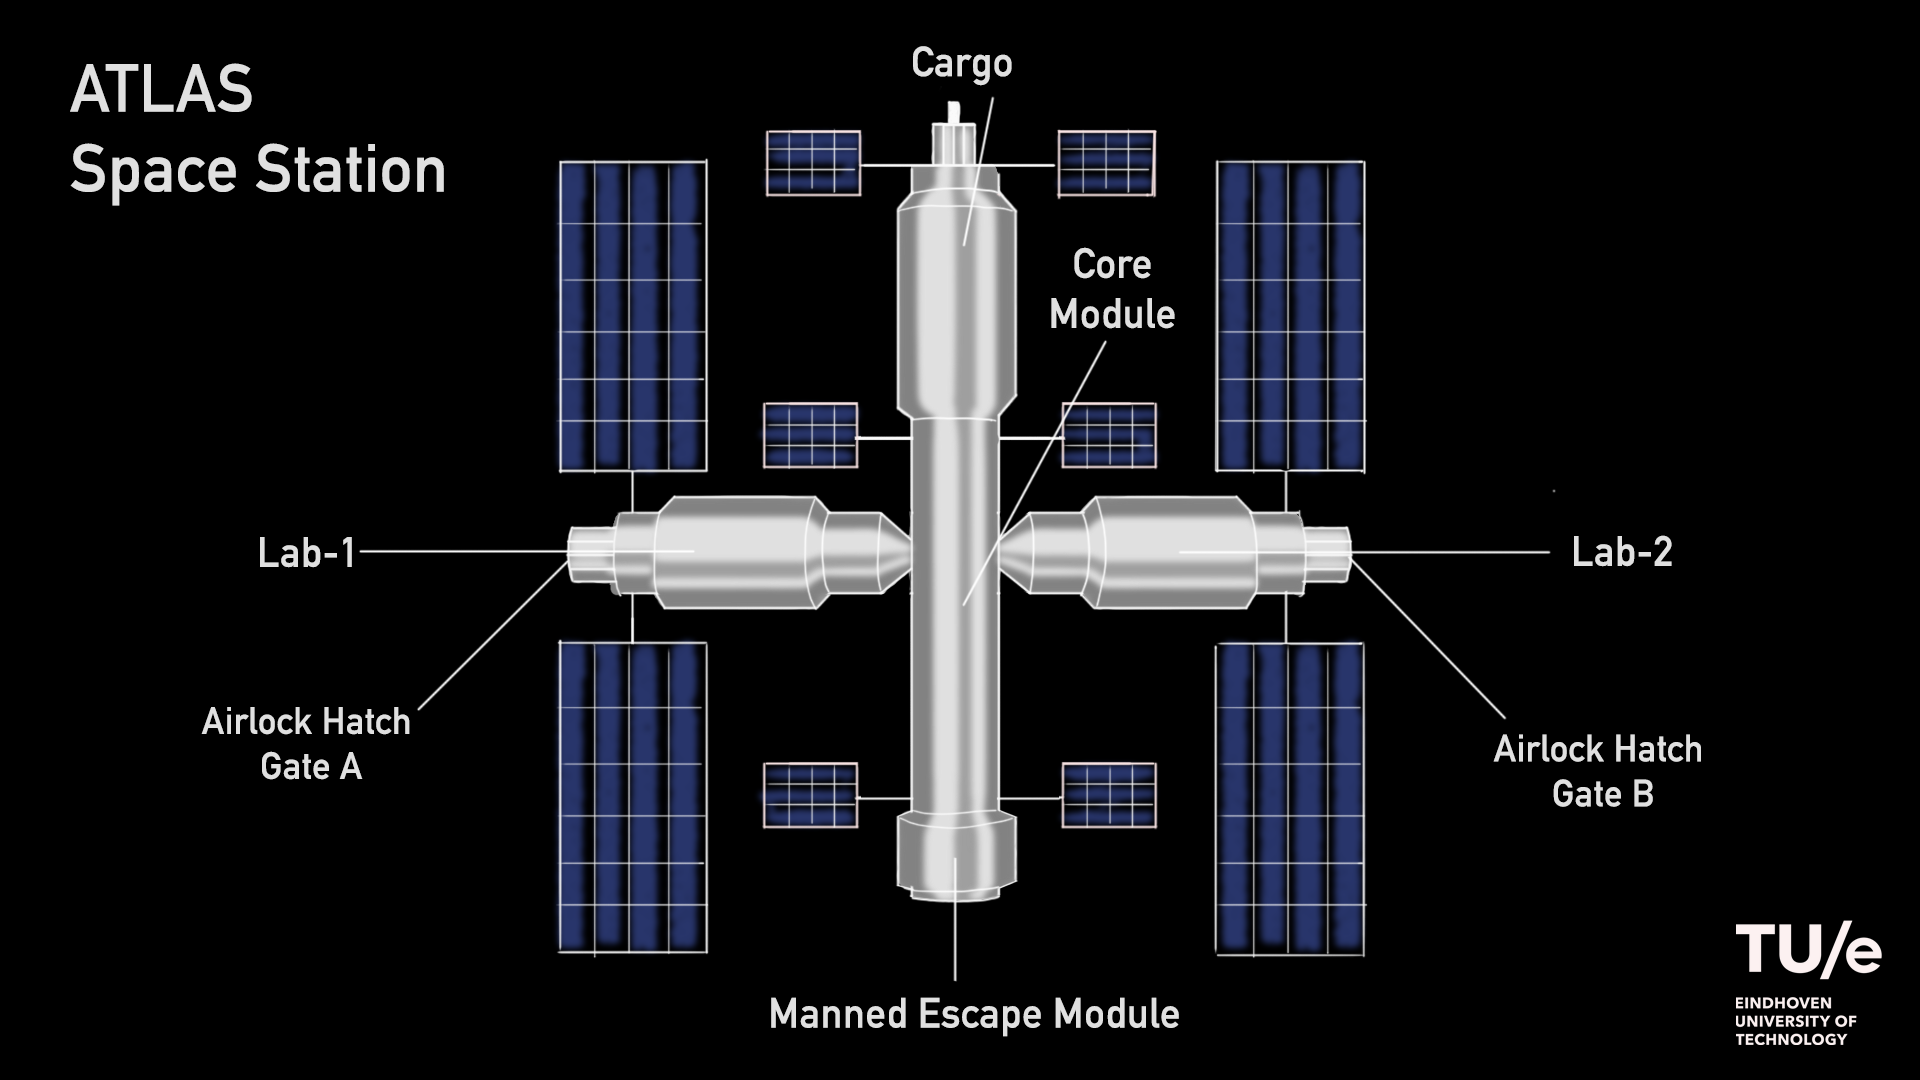 ATLAS
Space Station
Cargo
Core
Module
Lab-1
Lab-2
Airlock Hatch
Gate A
Airlock Hatch
Gate B
Manned Escape Module
TU/e
EINDHOVEN
UNIVERSITY OF
TECHNOLOGY